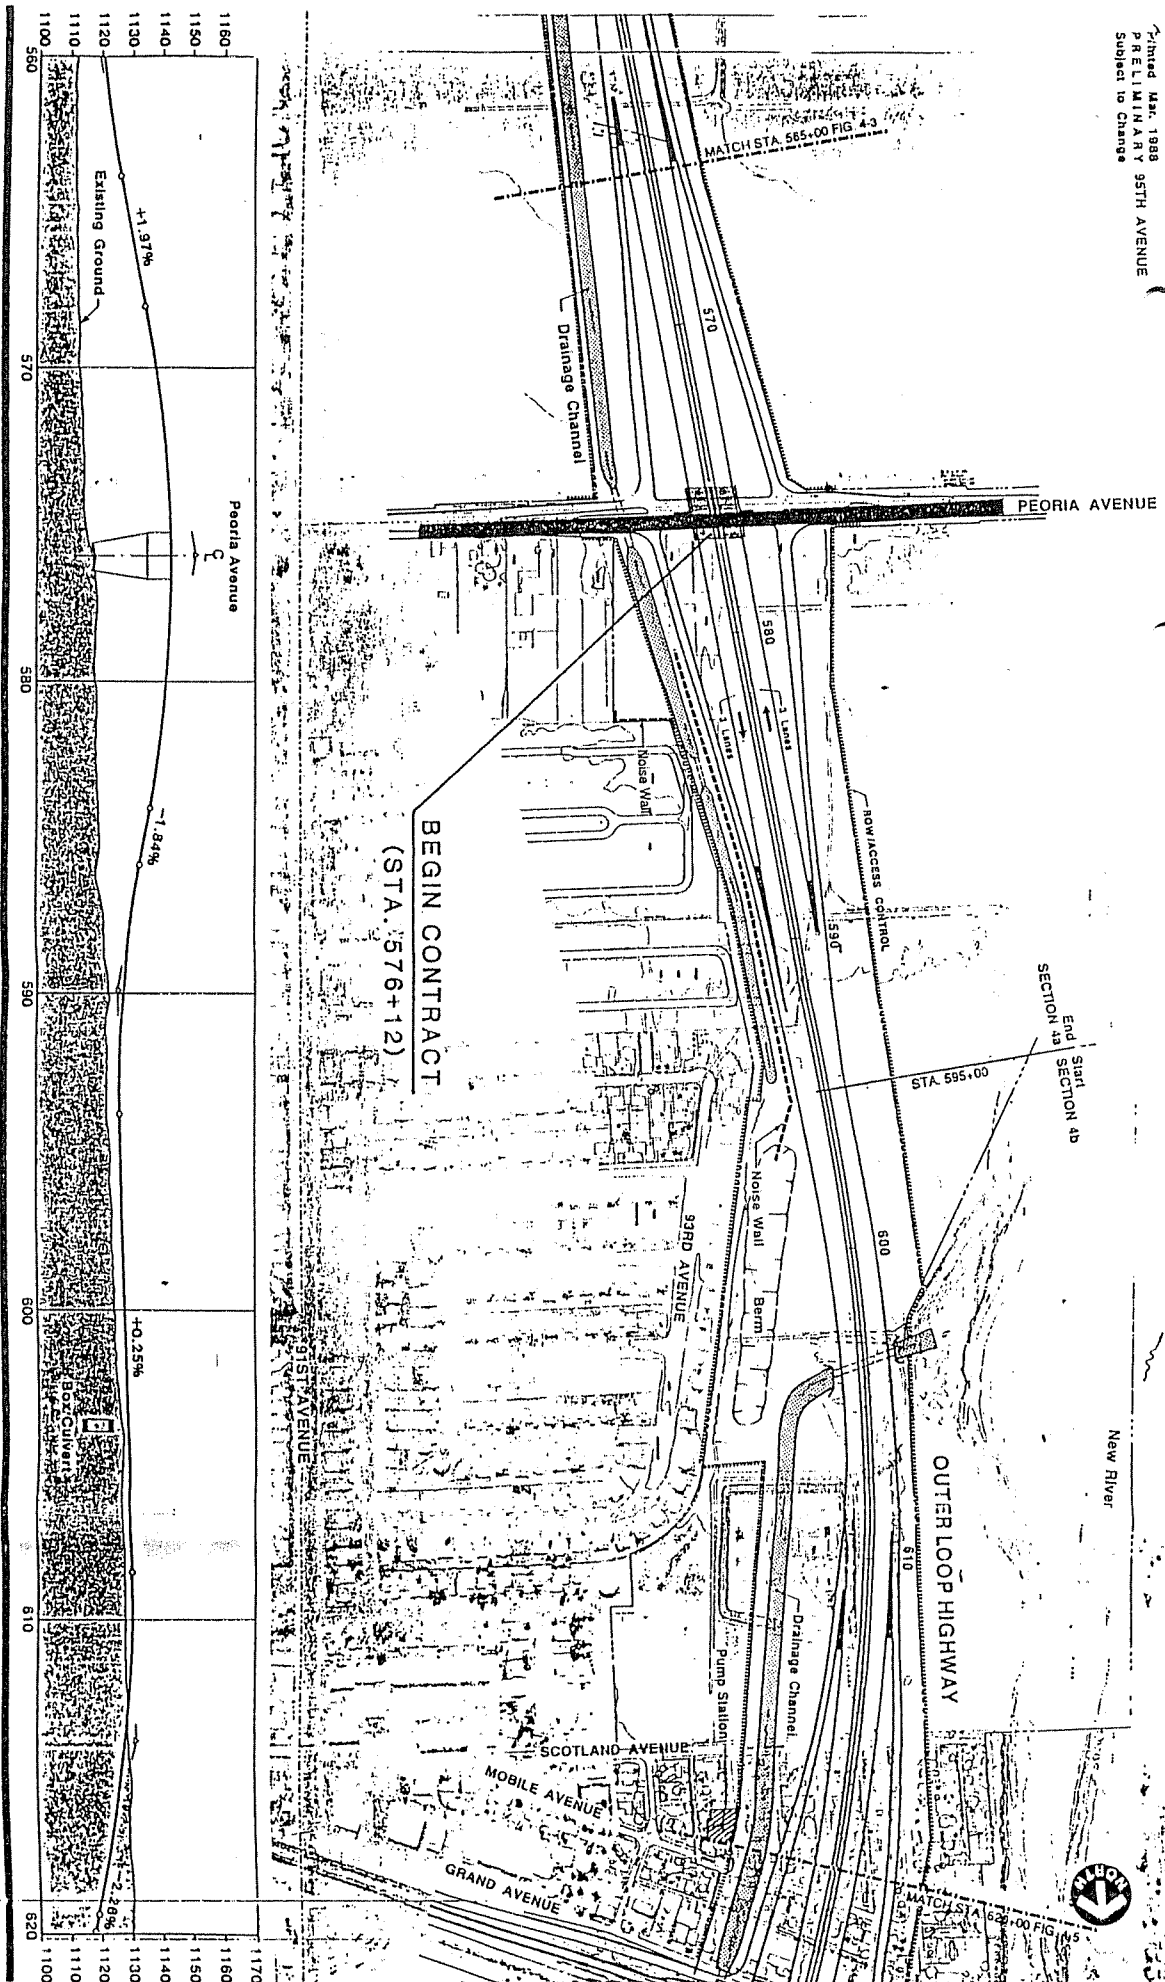 Printed Mar. 1988
PRELIMINARY 95TH AVENUE
Subject to Change
MATCH STA. 565+00 FIG 4-3
570
Drainage Channel
PEORIA AVENUE
580
3 Lanes
3 Lanes
Noise Wall
ROW/ACCESS CONTROL
590
BEGIN CONTRACT
(STA. 576+12)
End Start
SECTION 4a SECTION 4b
STA. 595+00
600
Noise Wall
Berm
93RD AVENUE
91ST AVENUE
New River
OUTER LOOP HIGHWAY
610
Drainage Channel
Pump Station
SCOTLAND AVENUE
MOBILE AVENUE
GRAND AVENUE
1160
1150
1140
1130
1120
1110
1100
+1.97%
Existing Ground
Peoria Avenue
-1.84%
+0.25%
Box Culvert
-2.28%
1170
1160
1150
1140
1130
1120
1110
1100
560
570
580
590
600
610
620